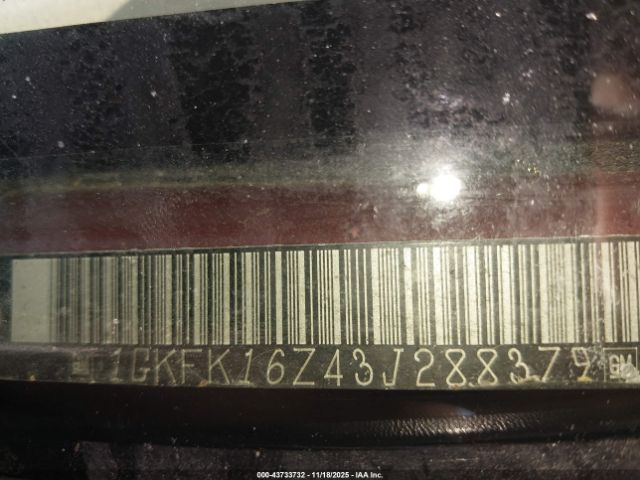 1GKFK16Z43J288379 GM
000-43733732 - 11/18/2025 - © IAA Inc.